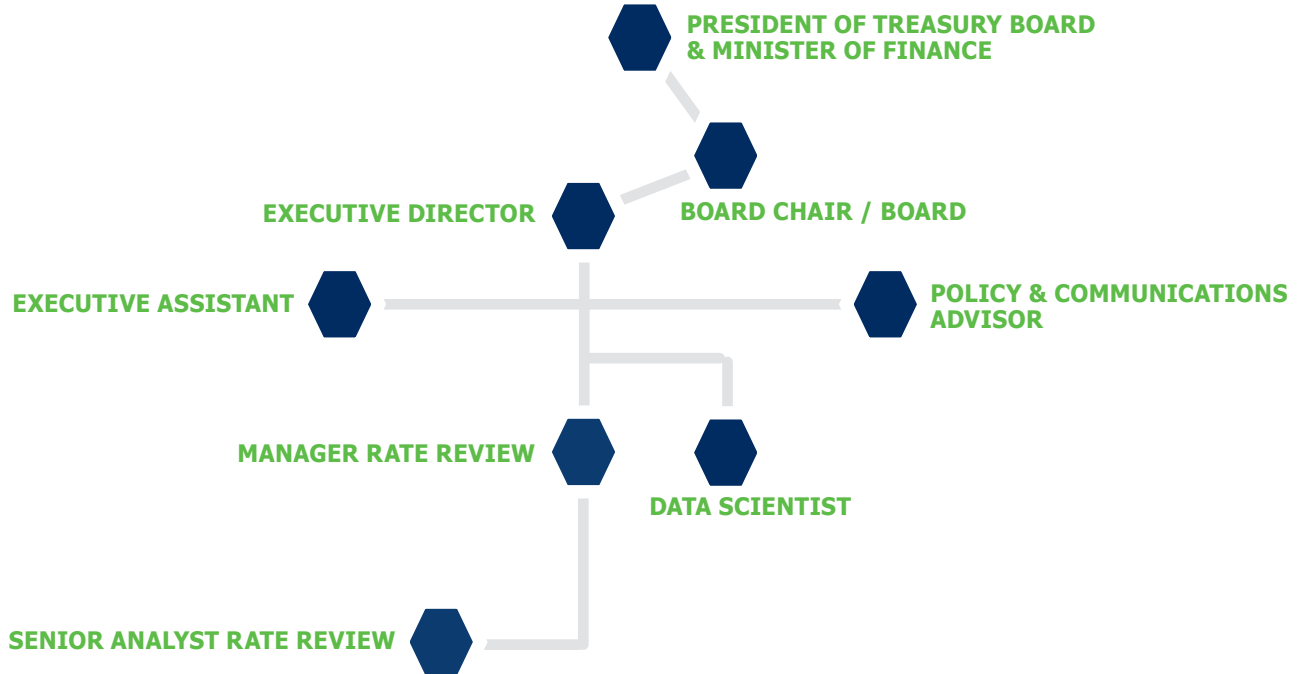 PRESIDENT OF TREASURY BOARD
& MINISTER OF FINANCE
EXECUTIVE DIRECTOR
BOARD CHAIR / BOARD
EXECUTIVE ASSISTANT
POLICY & COMMUNICATIONS
ADVISOR
MANAGER RATE REVIEW
DATA SCIENTIST
SENIOR ANALYST RATE REVIEW